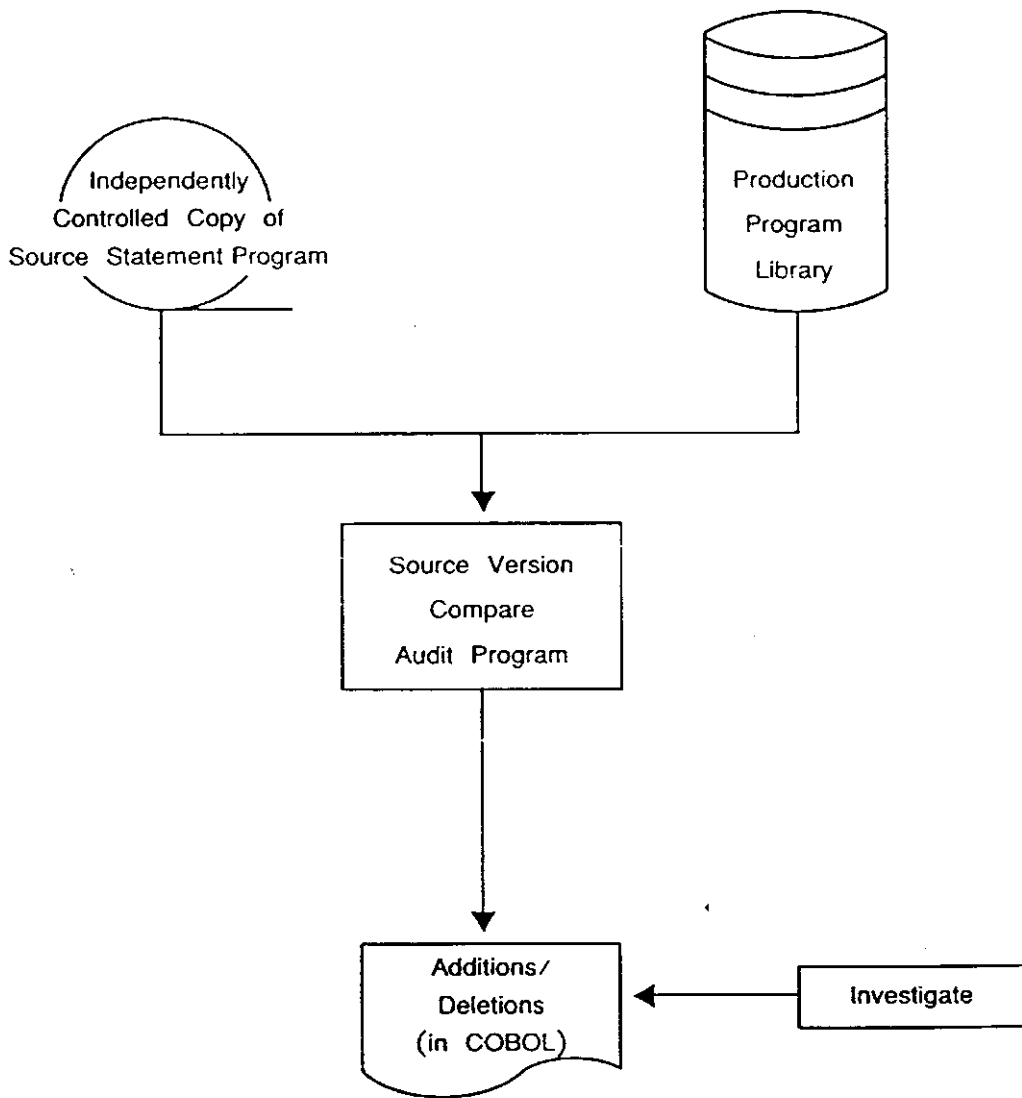 Independently
Controlled Copy of
Source Statement Program
Production
Program
Library
Source Version
Compare
Audit Program
Additions/
Deletions
(in COBOL)
Investigate